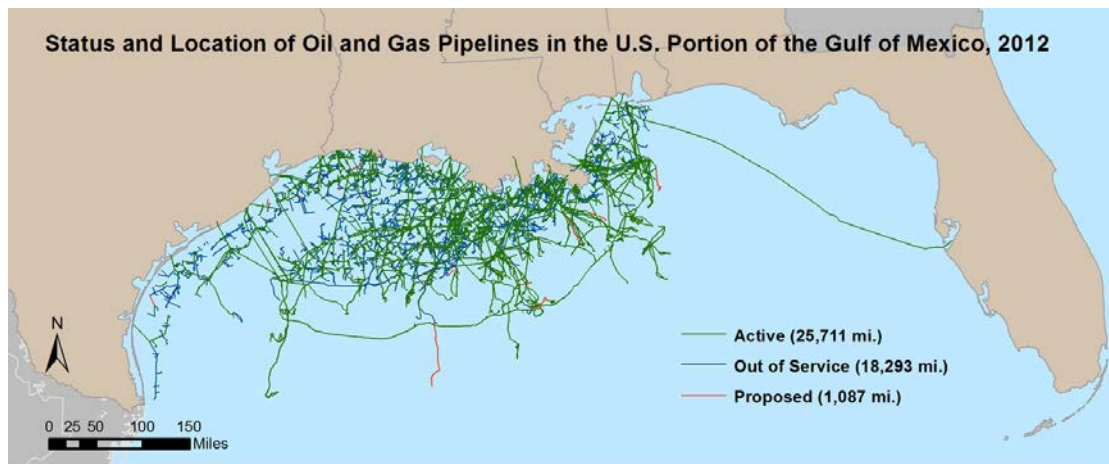 Status and Location of Oil and Gas Pipelines in the U.S. Portion of the Gulf of Mexico, 2012
Active (25,711 mi.)
Out of Service (18,293 mi.)
Proposed (1,087 mi.)
N
0 25 50 100 150
Miles